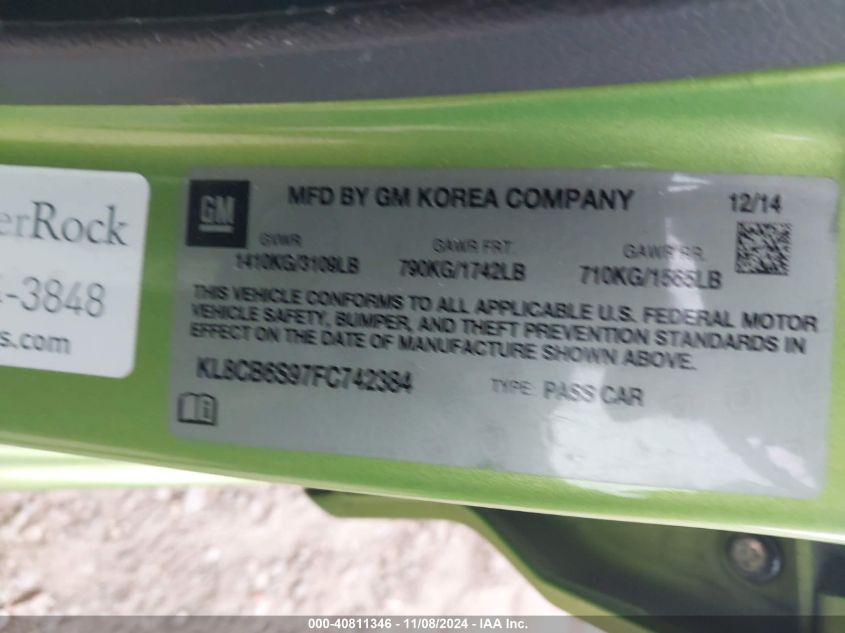 GM
MFD BY GM KOREA COMPANY
12/14
GVWR GAWR FRT. GAWR RR.
1410KG/3109LB 790KG/1742LB 710KG/1565LB
THIS VEHICLE CONFORMS TO ALL APPLICABLE U.S. FEDERAL MOTOR
VEHICLE SAFETY, BUMPER, AND THEFT PREVENTION STANDARDS IN
EFFECT ON THE DATE OF MANUFACTURE SHOWN ABOVE.
KL8CB6S97FC742384 TYPE: PASS CAR
erRock
-3848
s.com
000-40811346 - 11/08/2024 - IAA Inc.